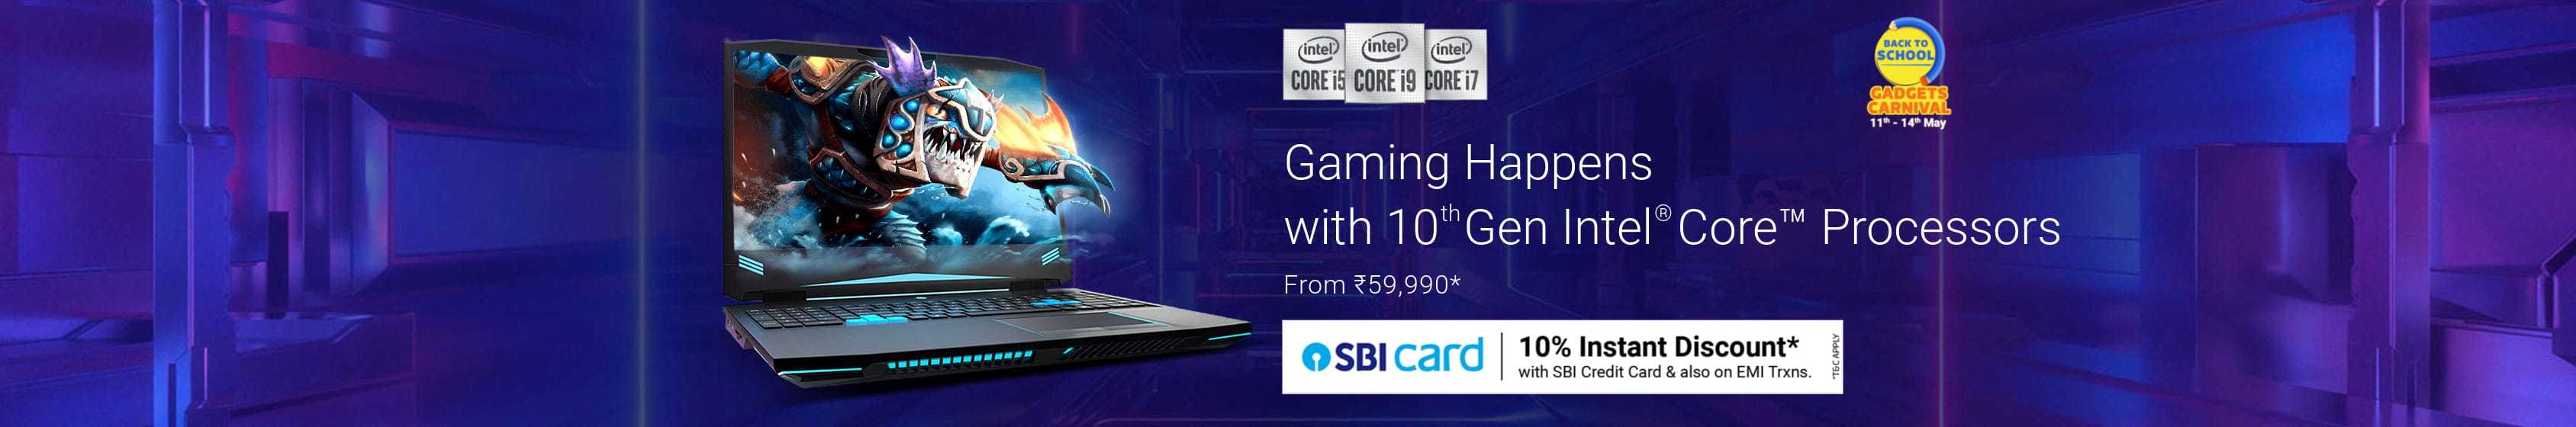 intel
CORE i5
intel
CORE i9
intel
CORE i7
BACK TO
SCHOOL
GADGETS
CARNIVAL
11th - 14th May
Gaming Happens
with 10th Gen Intel® Core™ Processors
From ₹59,990*
SBI card
10% Instant Discount*
with SBI Credit Card & also on EMI Trxns.
*T&C APPLY